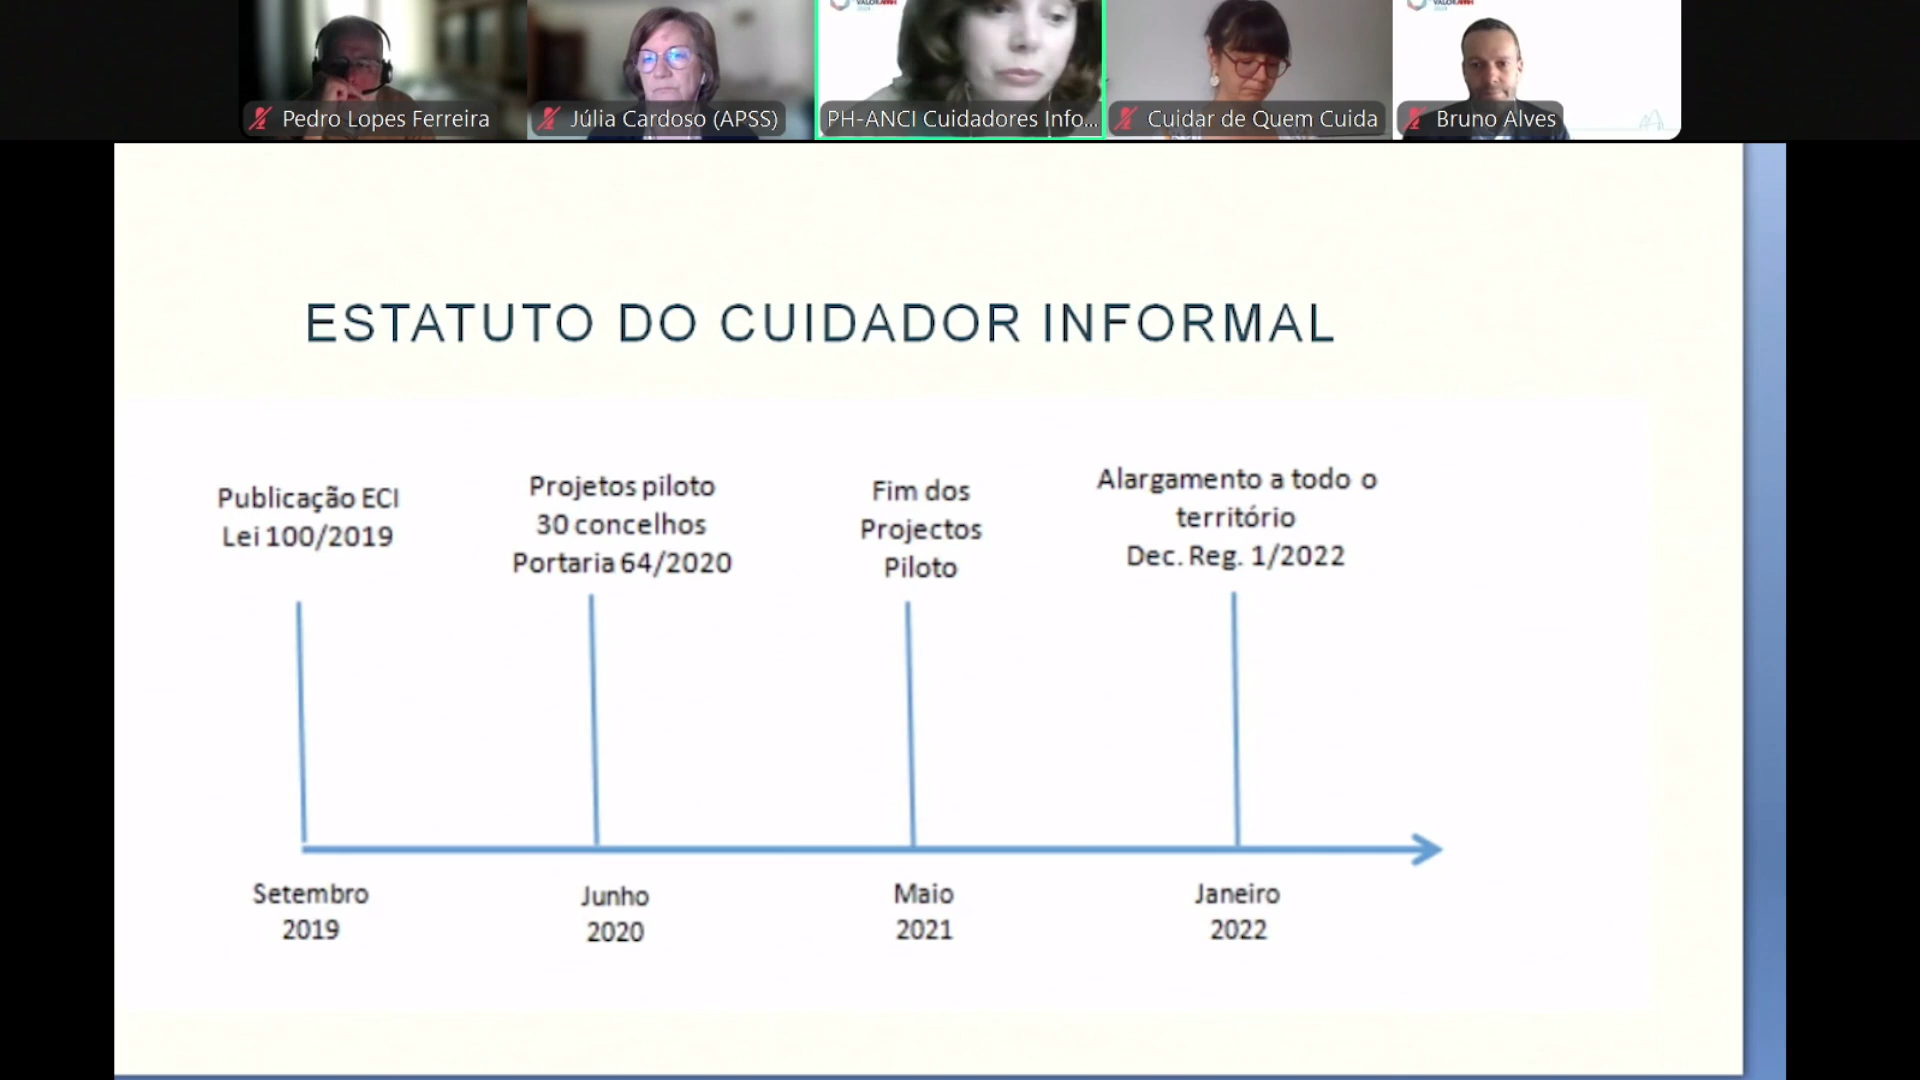 Pedro Lopes Ferreira
Júlia Cardoso (APSS)
PH-ANCI Cuidadores Info...
Cuidar de Quem Cuida
Bruno Alves
ESTATUTO DO CUIDADOR INFORMAL
Publicação ECI
Lei 100/2019
Projetos piloto
30 concelhos
Portaria 64/2020
Fim dos
Projectos
Piloto
Alargamento a todo o
território
Dec. Reg. 1/2022
Setembro
2019
Junho
2020
Maio
2021
Janeiro
2022